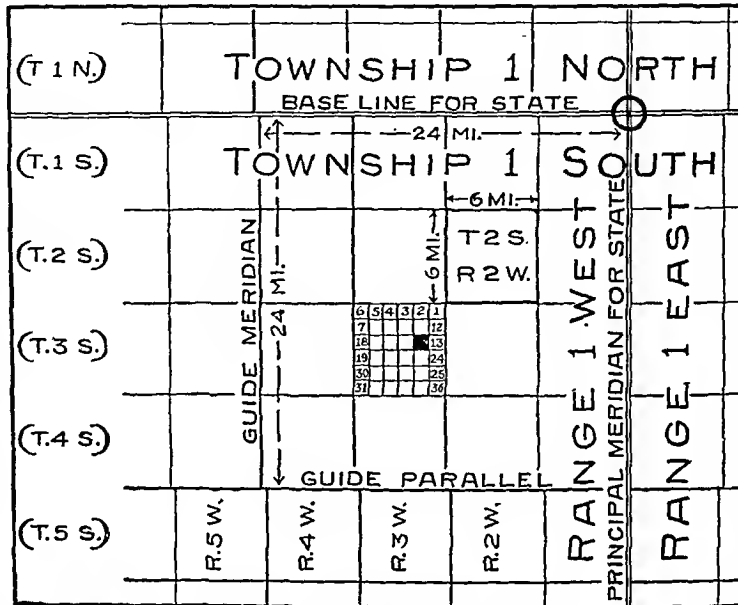 (T 1 N.)
TOWNSHIP 1 NORTH
BASE LINE FOR STATE
24 MI.
(T.1 S.)
TOWNSHIP 1 SOUTH
6 MI.
(T.2 S.)
GUIDE MERIDIAN
24 MI.
6 MI.
T 2 S.
R 2 W.
RANGE 1 WEST
PRINCIPAL MERIDIAN FOR STATE
RANGE 1 EAST
(T.3 S.)
6 5 4 3 2 1
7 12
18 13
19 24
30 25
31 36
(T.4 S.)
GUIDE PARALLEL
(T.5 S.)
R.5 W.
R.4 W.
R.3 W.
R.2 W.